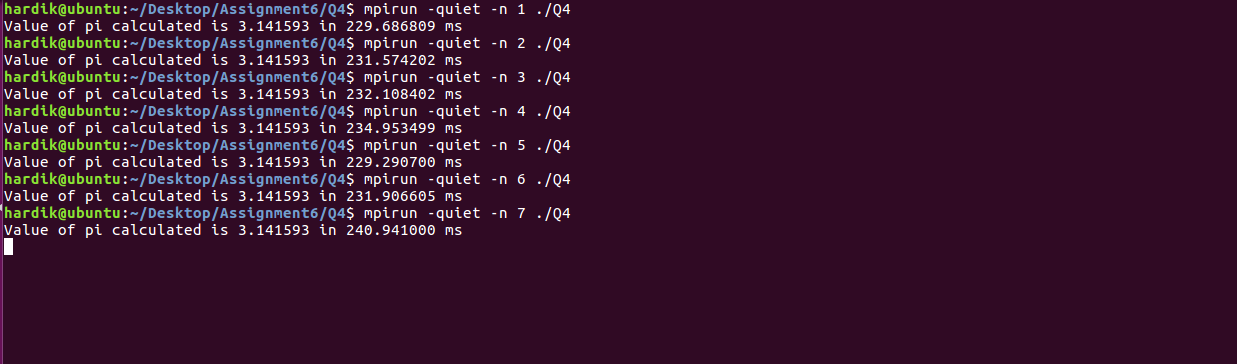 hardik@ubuntu:~/Desktop/Assignment6/Q4$ mpirun -quiet -n 1 ./Q4
Value of pi calculated is 3.141593 in 229.686809 ms
hardik@ubuntu:~/Desktop/Assignment6/Q4$ mpirun -quiet -n 2 ./Q4
Value of pi calculated is 3.141593 in 231.574202 ms
hardik@ubuntu:~/Desktop/Assignment6/Q4$ mpirun -quiet -n 3 ./Q4
Value of pi calculated is 3.141593 in 232.108402 ms
hardik@ubuntu:~/Desktop/Assignment6/Q4$ mpirun -quiet -n 4 ./Q4
Value of pi calculated is 3.141593 in 234.953499 ms
hardik@ubuntu:~/Desktop/Assignment6/Q4$ mpirun -quiet -n 5 ./Q4
Value of pi calculated is 3.141593 in 229.290700 ms
hardik@ubuntu:~/Desktop/Assignment6/Q4$ mpirun -quiet -n 6 ./Q4
Value of pi calculated is 3.141593 in 231.906605 ms
hardik@ubuntu:~/Desktop/Assignment6/Q4$ mpirun -quiet -n 7 ./Q4
Value of pi calculated is 3.141593 in 240.941000 ms